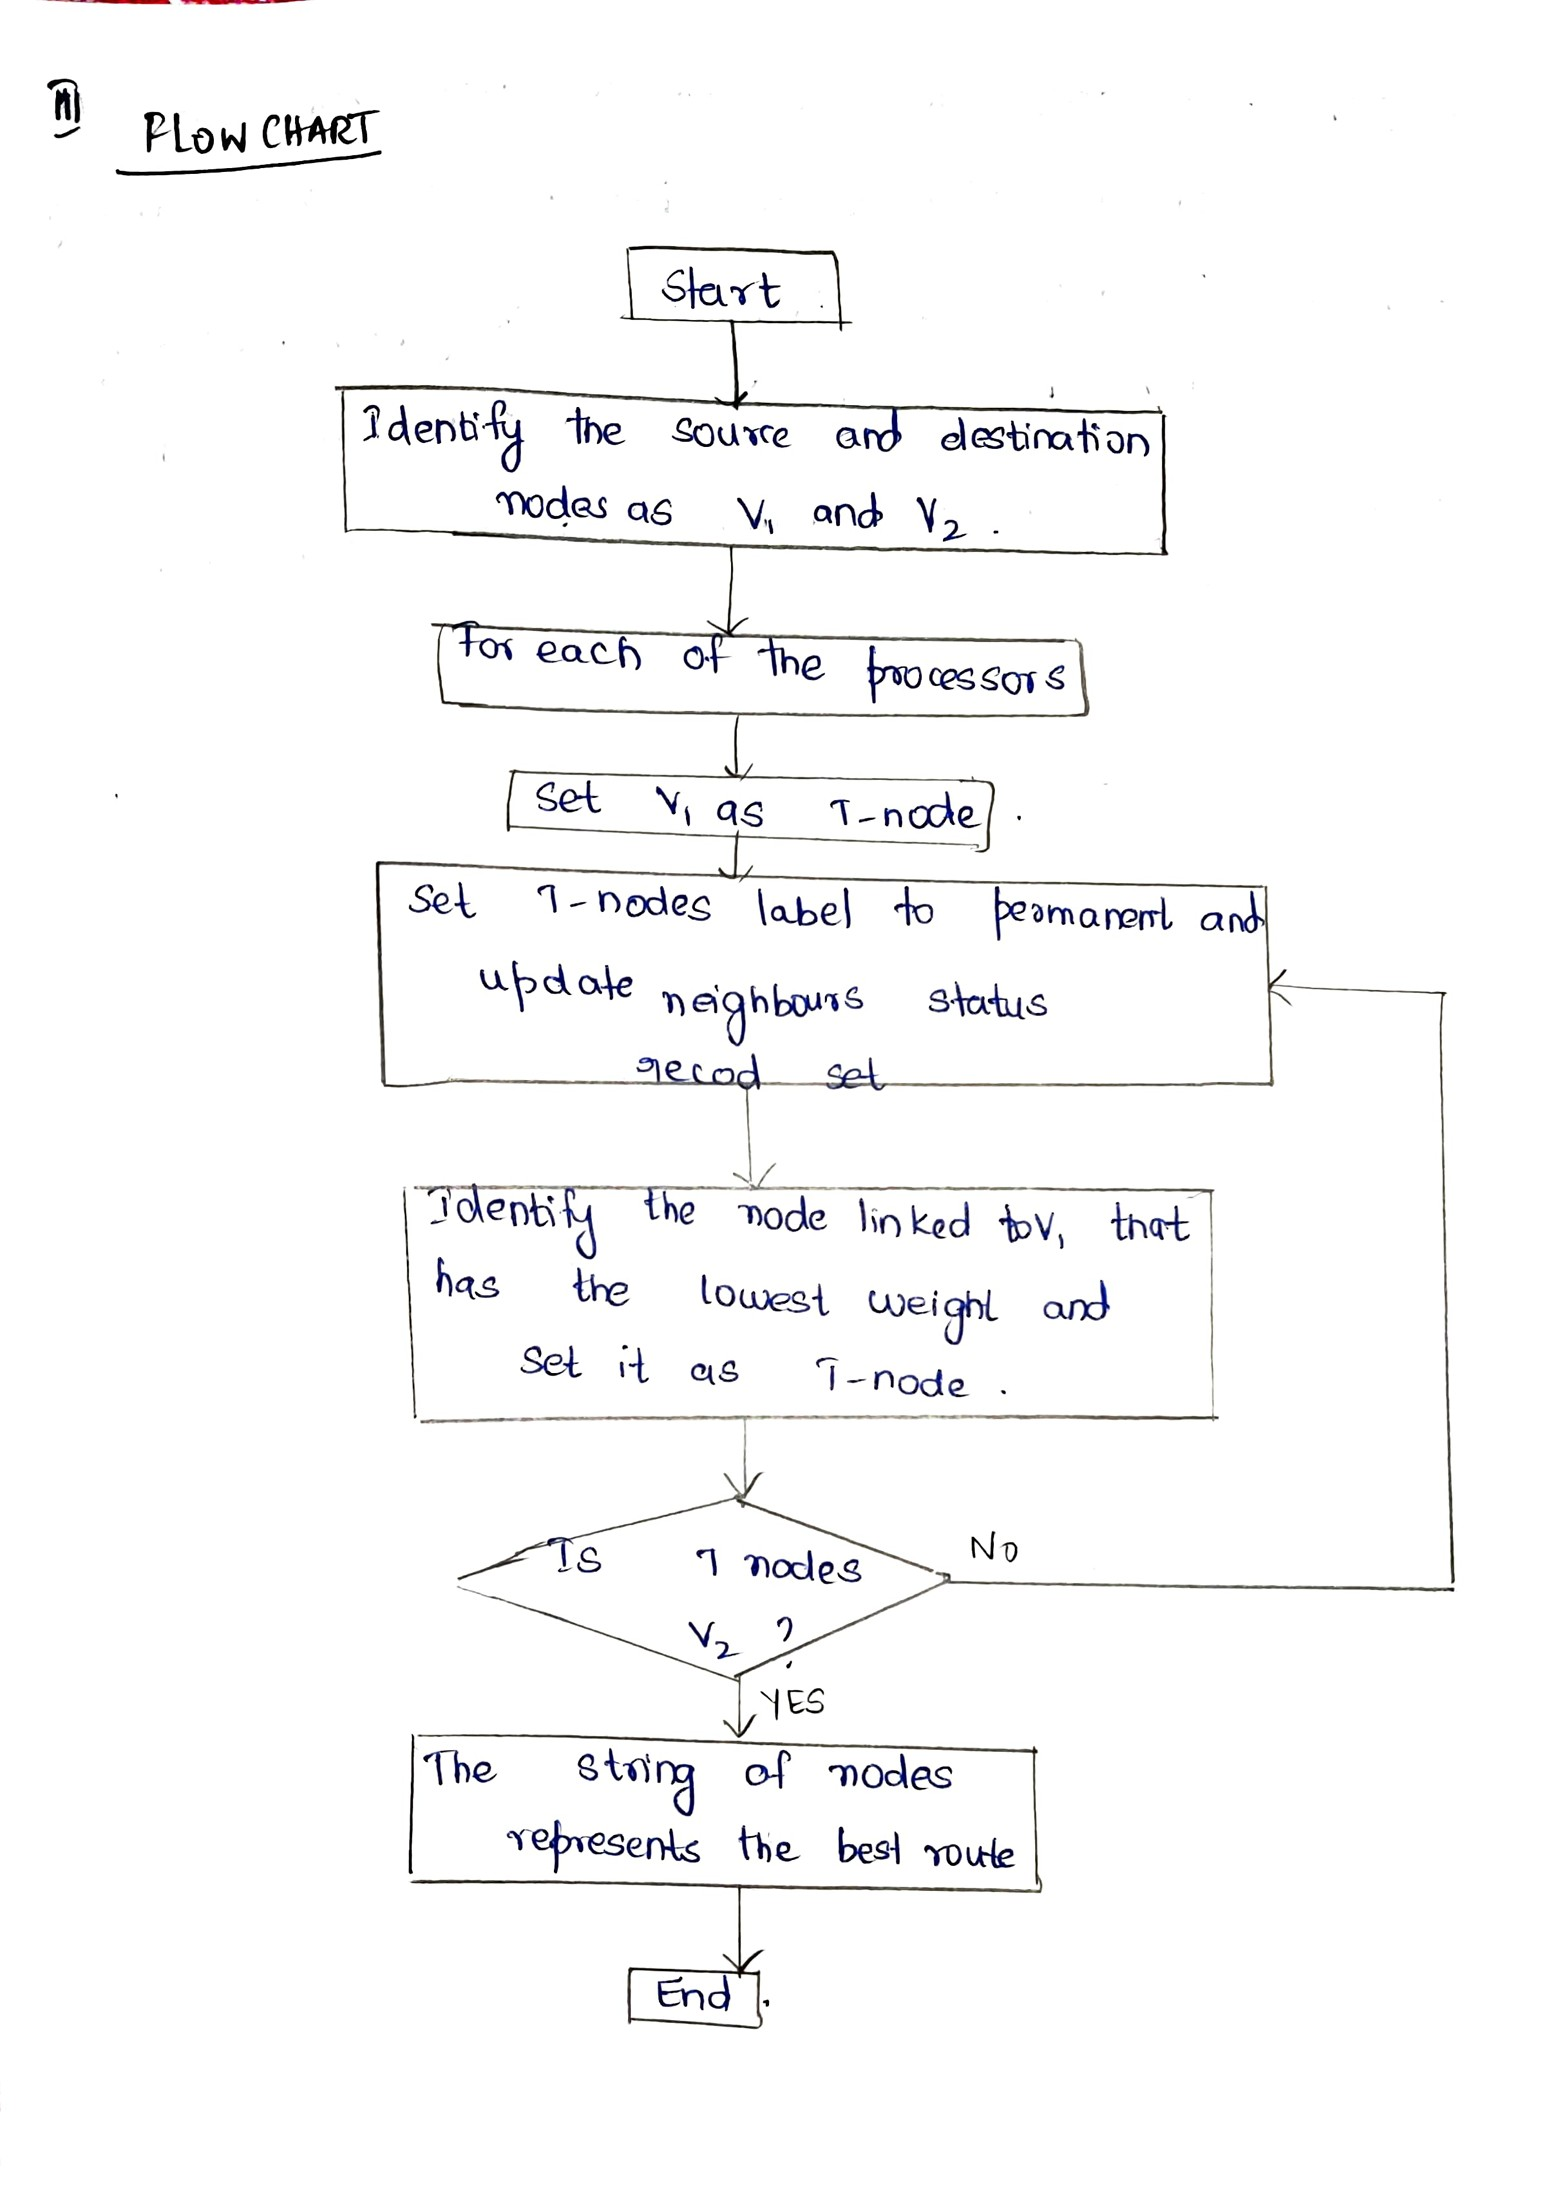 III
FLOW CHART
Start
Identify the source and destination
nodes as V1 and V2 .
For each of the processors
Set V1 as T-node .
Set T-nodes label to permanent and
update neighbours status
recod set
Identify the node linked to V1 that
has the lowest weight and
set it as T-node .
Is T nodes
V2 ?
NO
YES
The string of nodes
represents the best route
End .